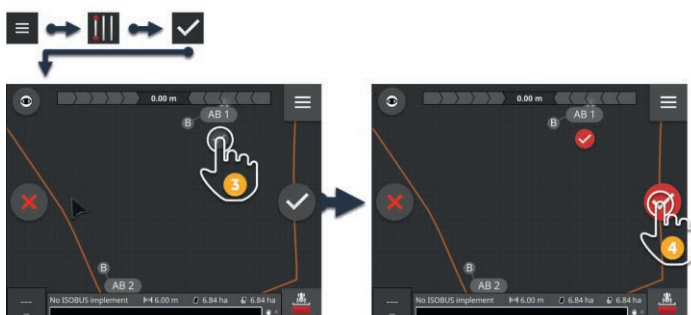 0.00 m
AB 1
B
3
B
AB 2
No ISOBUS implement 6.00 m 6.84 ha 6.84 ha
0.00 m
AB 1
B
4
B
AB 2
No ISOBUS implement 6.00 m 6.84 ha 6.84 ha